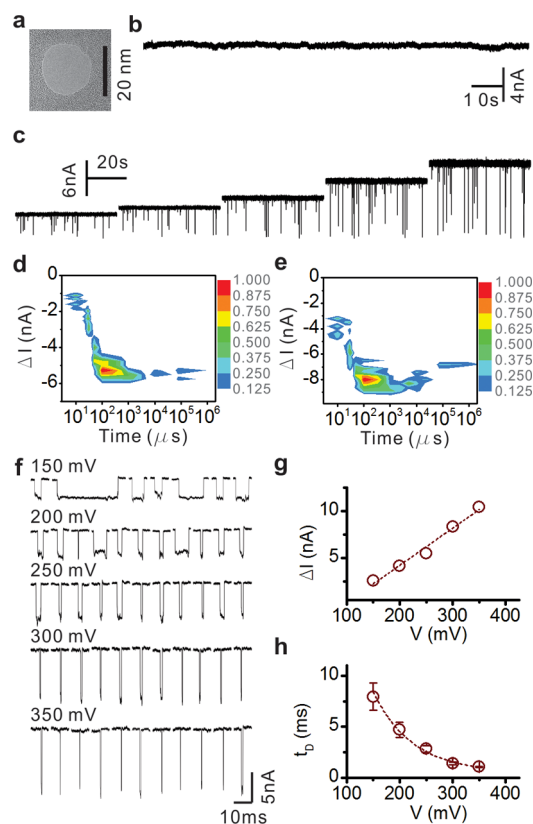 a
20 nm
b
10s
4nA
c
20s
6nA
d
0
-2
-4
-6
ΔI (nA)
10¹ 10² 10³ 10⁴ 10⁵ 10⁶
Time (μs)
1.000
0.875
0.750
0.625
0.500
0.375
0.250
0.125
e
0
-2
-4
-6
-8
ΔI (nA)
10¹ 10² 10³ 10⁴ 10⁵ 10⁶
Time (μs)
1.000
0.875
0.750
0.625
0.500
0.375
0.250
0.125
f
150 mV
200 mV
250 mV
300 mV
350 mV
5nA
10ms
g
10
5
ΔI (nA)
100 200 300 400
V (mV)
h
10
5
0
t_D (ms)
100 200 300 400
V (mV)